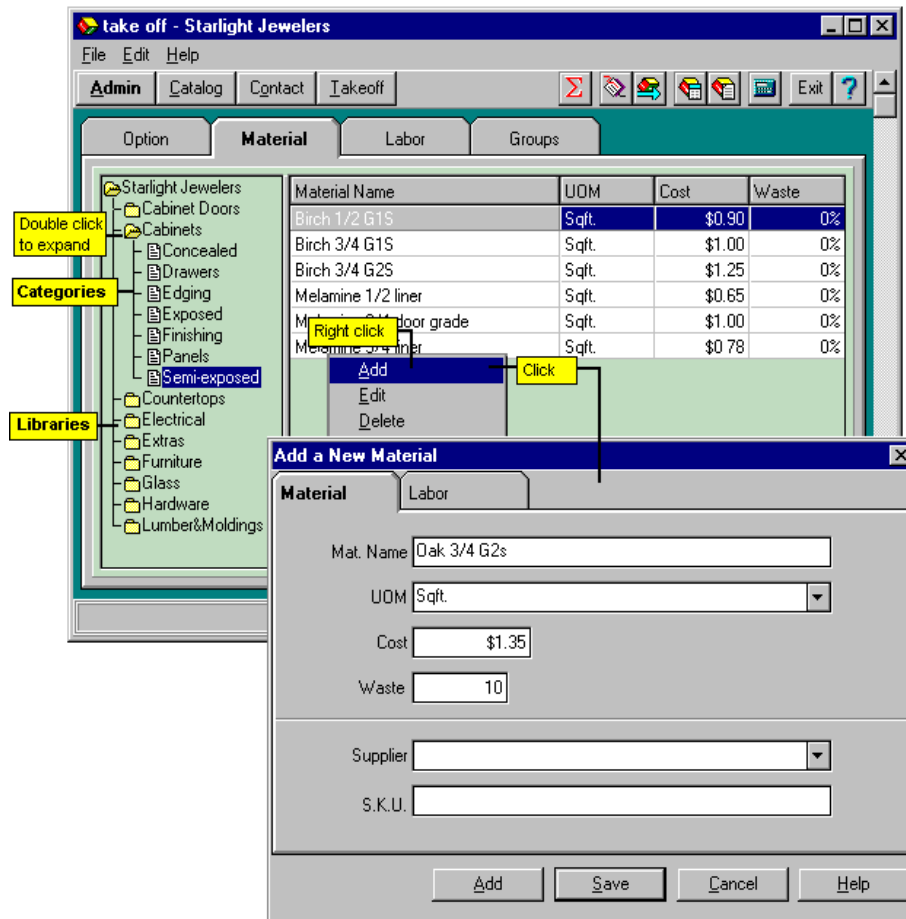 take off - Starlight Jewelers
File Edit Help
Admin Catalog Contact Takeoff Σ Exit ?
Option Material Labor Groups
Starlight Jewelers
Cabinet Doors
Cabinets
Concealed
Drawers
Edging
Exposed
Finishing
Panels
Semi-exposed
Countertops
Electrical
Extras
Furniture
Glass
Hardware
Lumber&Moldings
Double click
to expand
Categories
Libraries
Material Name UOM Cost Waste
Birch 1/2 G1S Sqft. $0.90 0%
Birch 3/4 G1S Sqft. $1.00 0%
Birch 3/4 G2S Sqft. $1.25 0%
Melamine 1/2 liner Sqft. $0.65 0%
door grade Sqft. $1.00 0%
Melamine 3/4 liner Sqft. $0 78 0%
Right click
Add
Edit
Delete
Click
Add a New Material
Material Labor
Mat. Name Oak 3/4 G2s
UOM Sqft.
Cost $1.35
Waste 10
Supplier
S.K.U.
Add Save Cancel Help